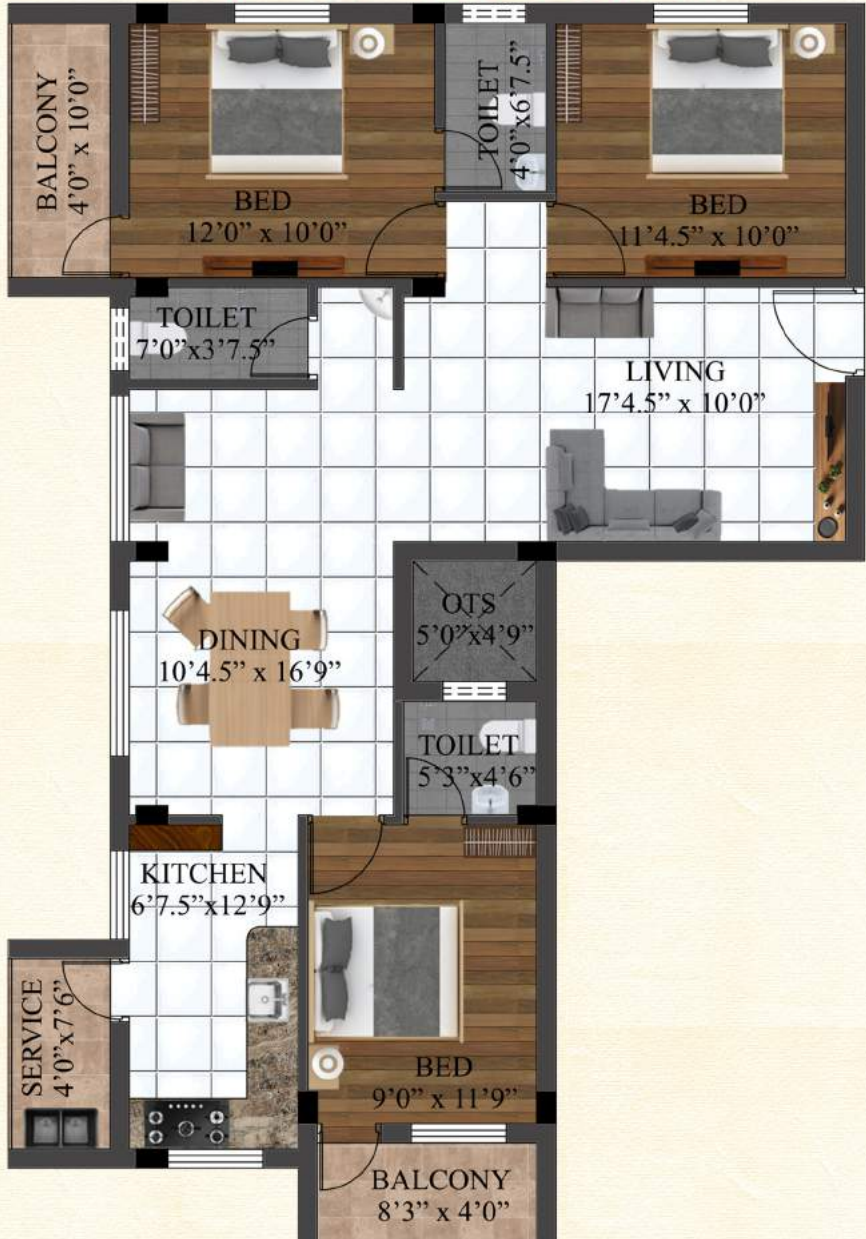 BALCONY
4’0” x 10’0”
BED
12’0” x 10’0”
TOILET
4’0”x6’7.5”
BED
11’4.5” x 10’0”
TOILET
7’0”x3’7.5”
LIVING
17’4.5” x 10’0”
OTS
5’0”x4’9”
DINING
10’4.5” x 16’9”
TOILET
5’3”x4’6”
KITCHEN
6’7.5”x12’9”
SERVICE
4’0”x7’6”
BED
9’0” x 11’9”
BALCONY
8’3” x 4’0”